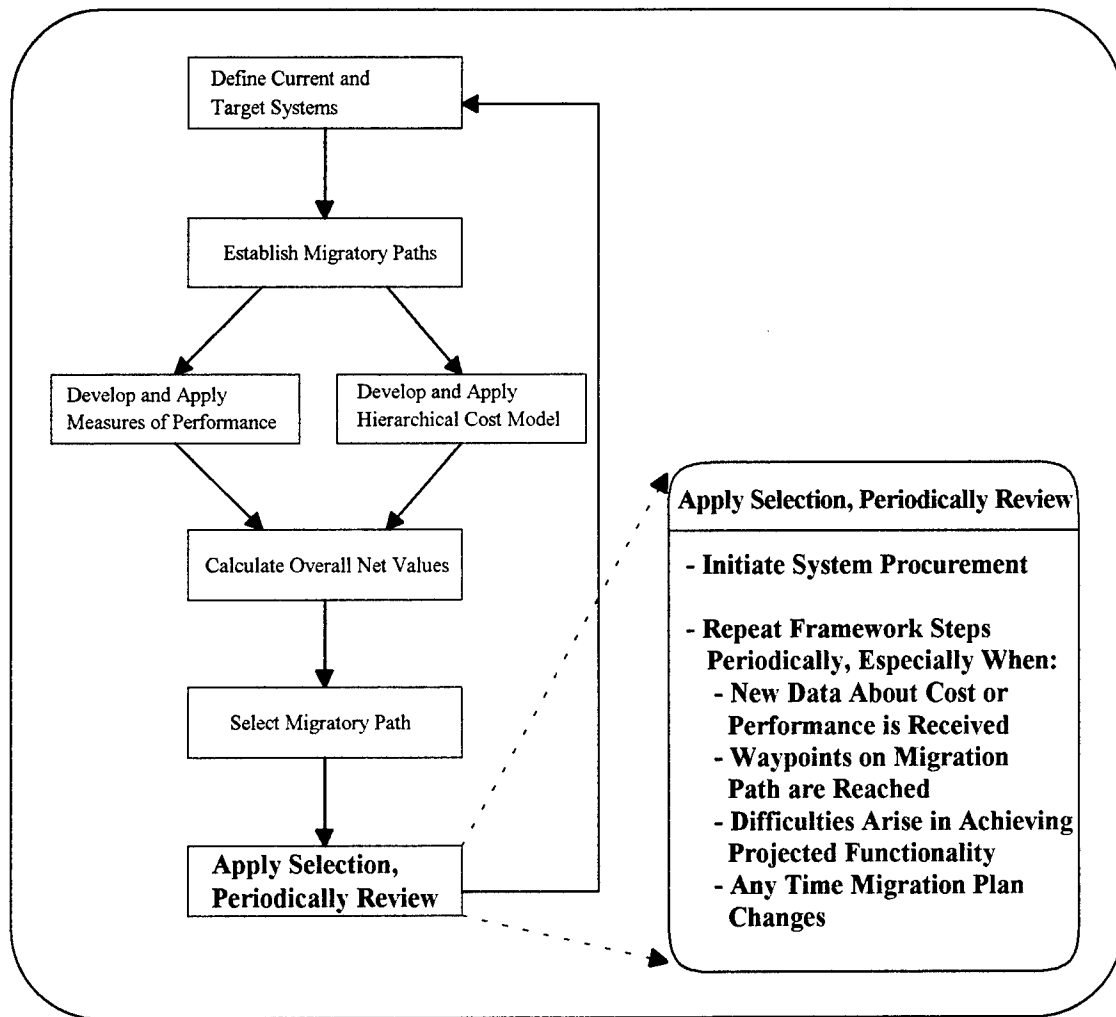 Define Current and
Target Systems
Establish Migratory Paths
Develop and Apply
Measures of Performance
Develop and Apply
Hierarchical Cost Model
Calculate Overall Net Values
Select Migratory Path
Apply Selection,
Periodically Review
Apply Selection, Periodically Review
- Initiate System Procurement
- Repeat Framework Steps
Periodically, Especially When:
- New Data About Cost or
Performance is Received
- Waypoints on Migration
Path are Reached
- Difficulties Arise in Achieving
Projected Functionality
- Any Time Migration Plan
Changes